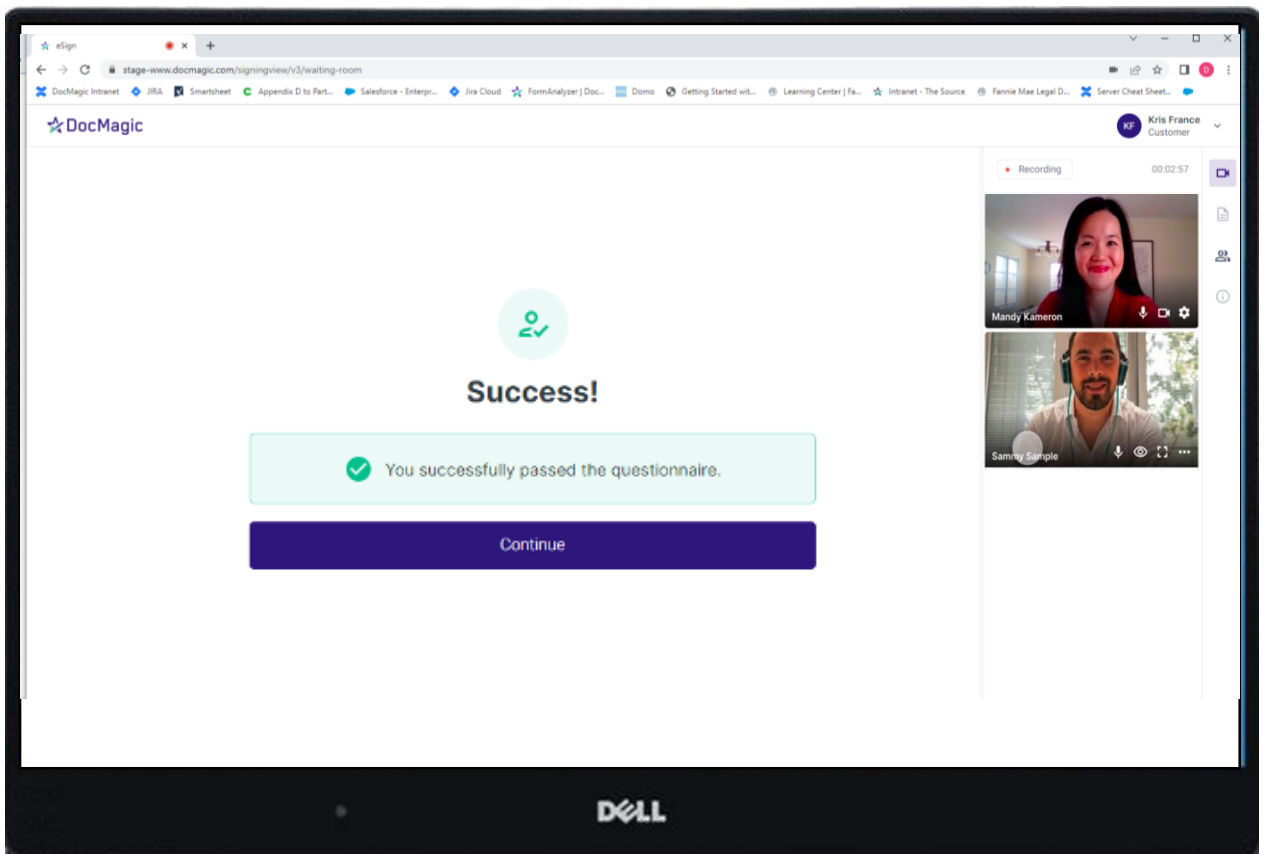 eSign
stage-www.docmagic.com/signingview/v3/waiting-room
D
DocMagic Intranet JIRA Smartsheet Appendix D to Part... Salesforce - Enterpr... Jira Cloud FormAnalyzer | Doc... Domo Getting Started wit... Learning Center | Fa... Intranet - The Source Fannie Mae Legal D... Server Cheat Sheet...
DocMagic
KF
Kris France
Customer
Recording 00:02:57
Mandy Kameron
Sammy Sample
Success!
You successfully passed the questionnaire.
Continue
DELL